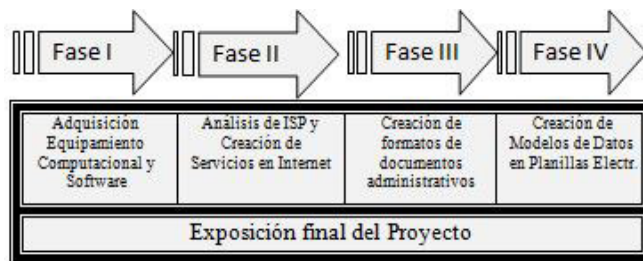 Fase I
Fase II
Fase III
Fase IV
Adquisición
Equipamiento
Computacional y
Software
Análisis de ISP y
Creación de
Servicios en Internet
Creación de
formatos de
documentos
administrativos
Creación de
Modelos de Datos
en Planillas Electr.
Exposición final del Proyecto